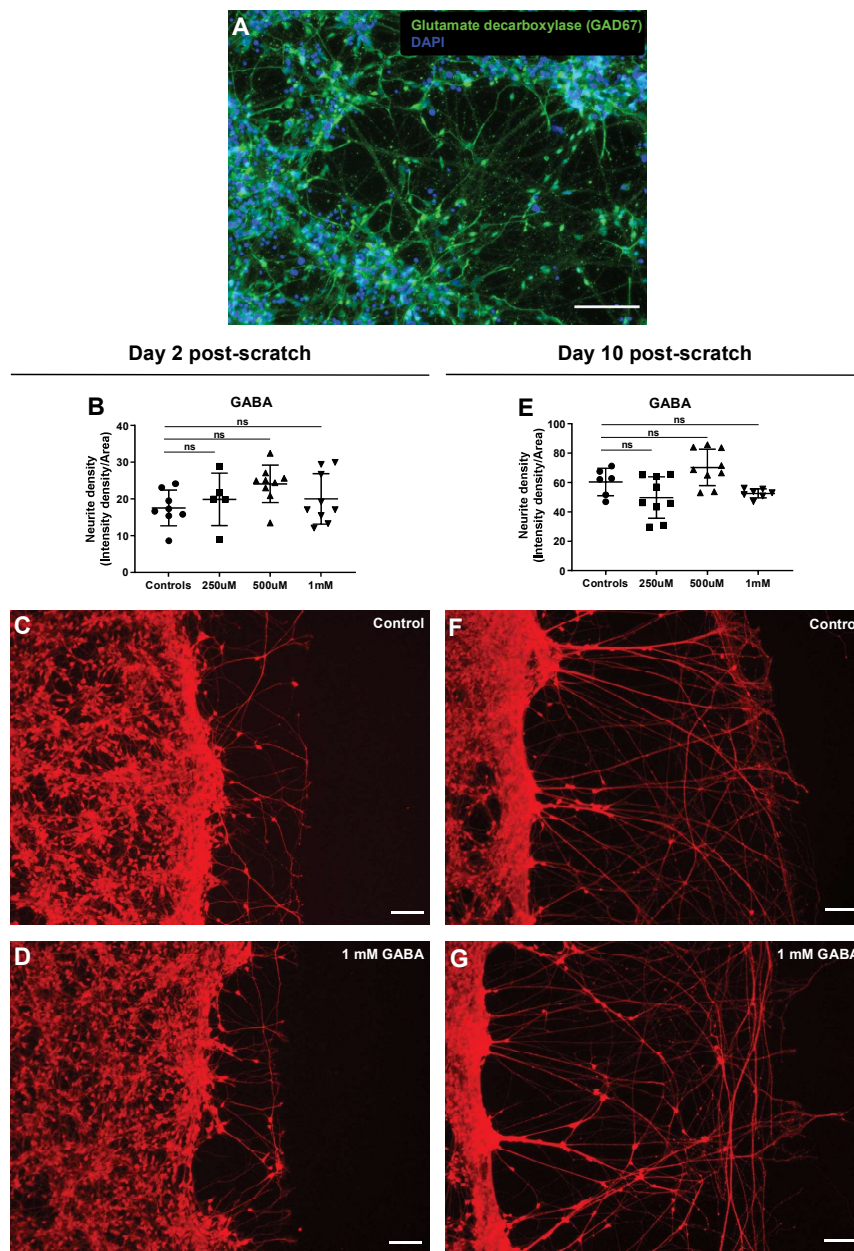 A
Glutamate decarboxylase (GAD67)
DAPI
Day 2 post-scratch
Day 10 post-scratch
B
GABA
ns
ns
ns
40
30
20
10
0
Neurite density
(Intensity density/Area)
Controls 250uM 500uM 1mM
E
GABA
ns
ns
ns
100
80
60
40
20
0
Neurite density
(Intensity density/Area)
Controls 250uM 500uM 1mM
C
Control
F
Control
D
1 mM GABA
G
1 mM GABA